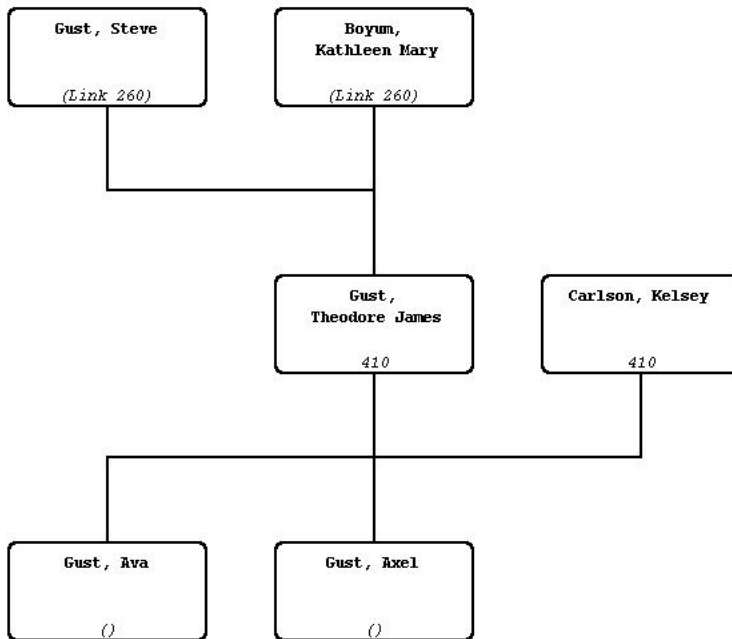 Gust, Steve
(Link 260)
Boyum,
Kathleen Mary
(Link 260)
Gust,
Theodore James
410
Carlson, Kelsey
410
Gust, Ava
()
Gust, Axel
()